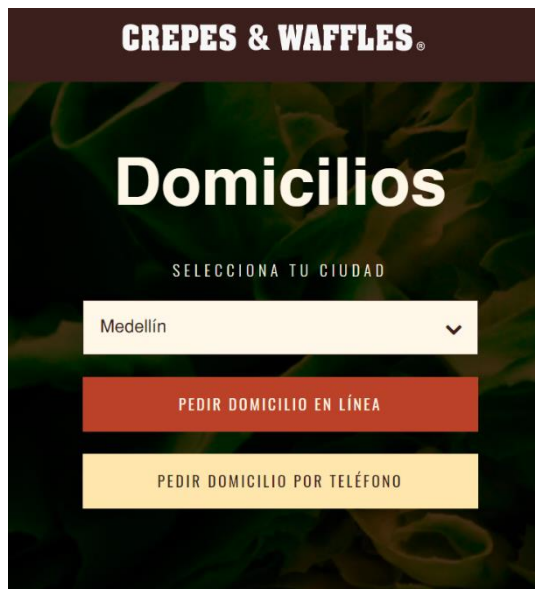 CREPES & WAFFLES®
Domicilios
SELECCIONA TU CIUDAD
Medellín
PEDIR DOMICILIO EN LÍNEA
PEDIR DOMICILIO POR TELÉFONO